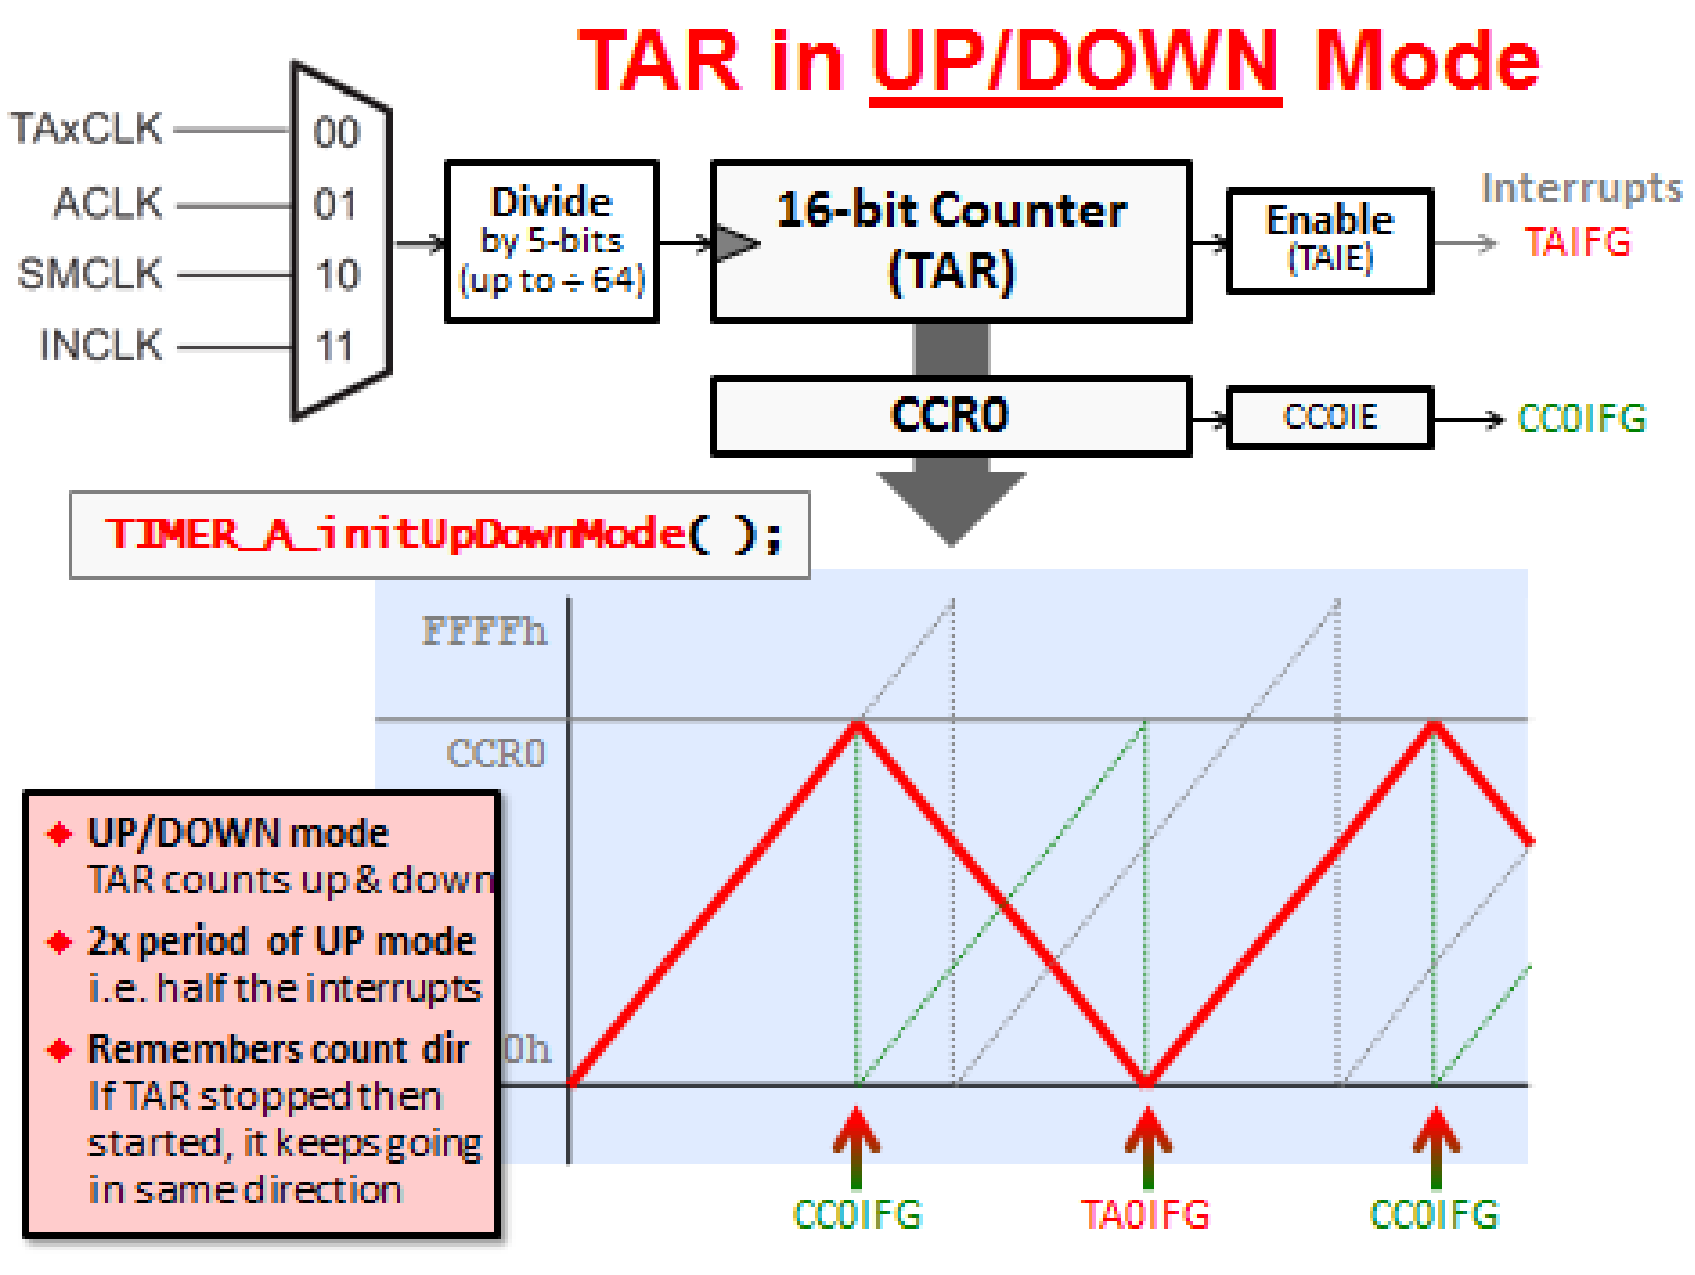 TAR in UP/DOWN Mode
TAxCLK
ACLK
SMCLK
INCLK
00
01
10
11
Divide
by 5-bits
(up to ÷ 64)
16-bit Counter
(TAR)
Enable
(TAIE)
Interrupts
TAIFG
CCR0
CC0IE
CC0IFG
TIMER_A_initUpDownMode( );
FFFFh
CCR0
0h
◆ UP/DOWN mode
TAR counts up & down
◆ 2x period of UP mode
i.e. half the interrupts
◆ Remembers count dir
If TAR stopped then
started, it keeps going
in same direction
CC0IFG
TA0IFG
CC0IFG